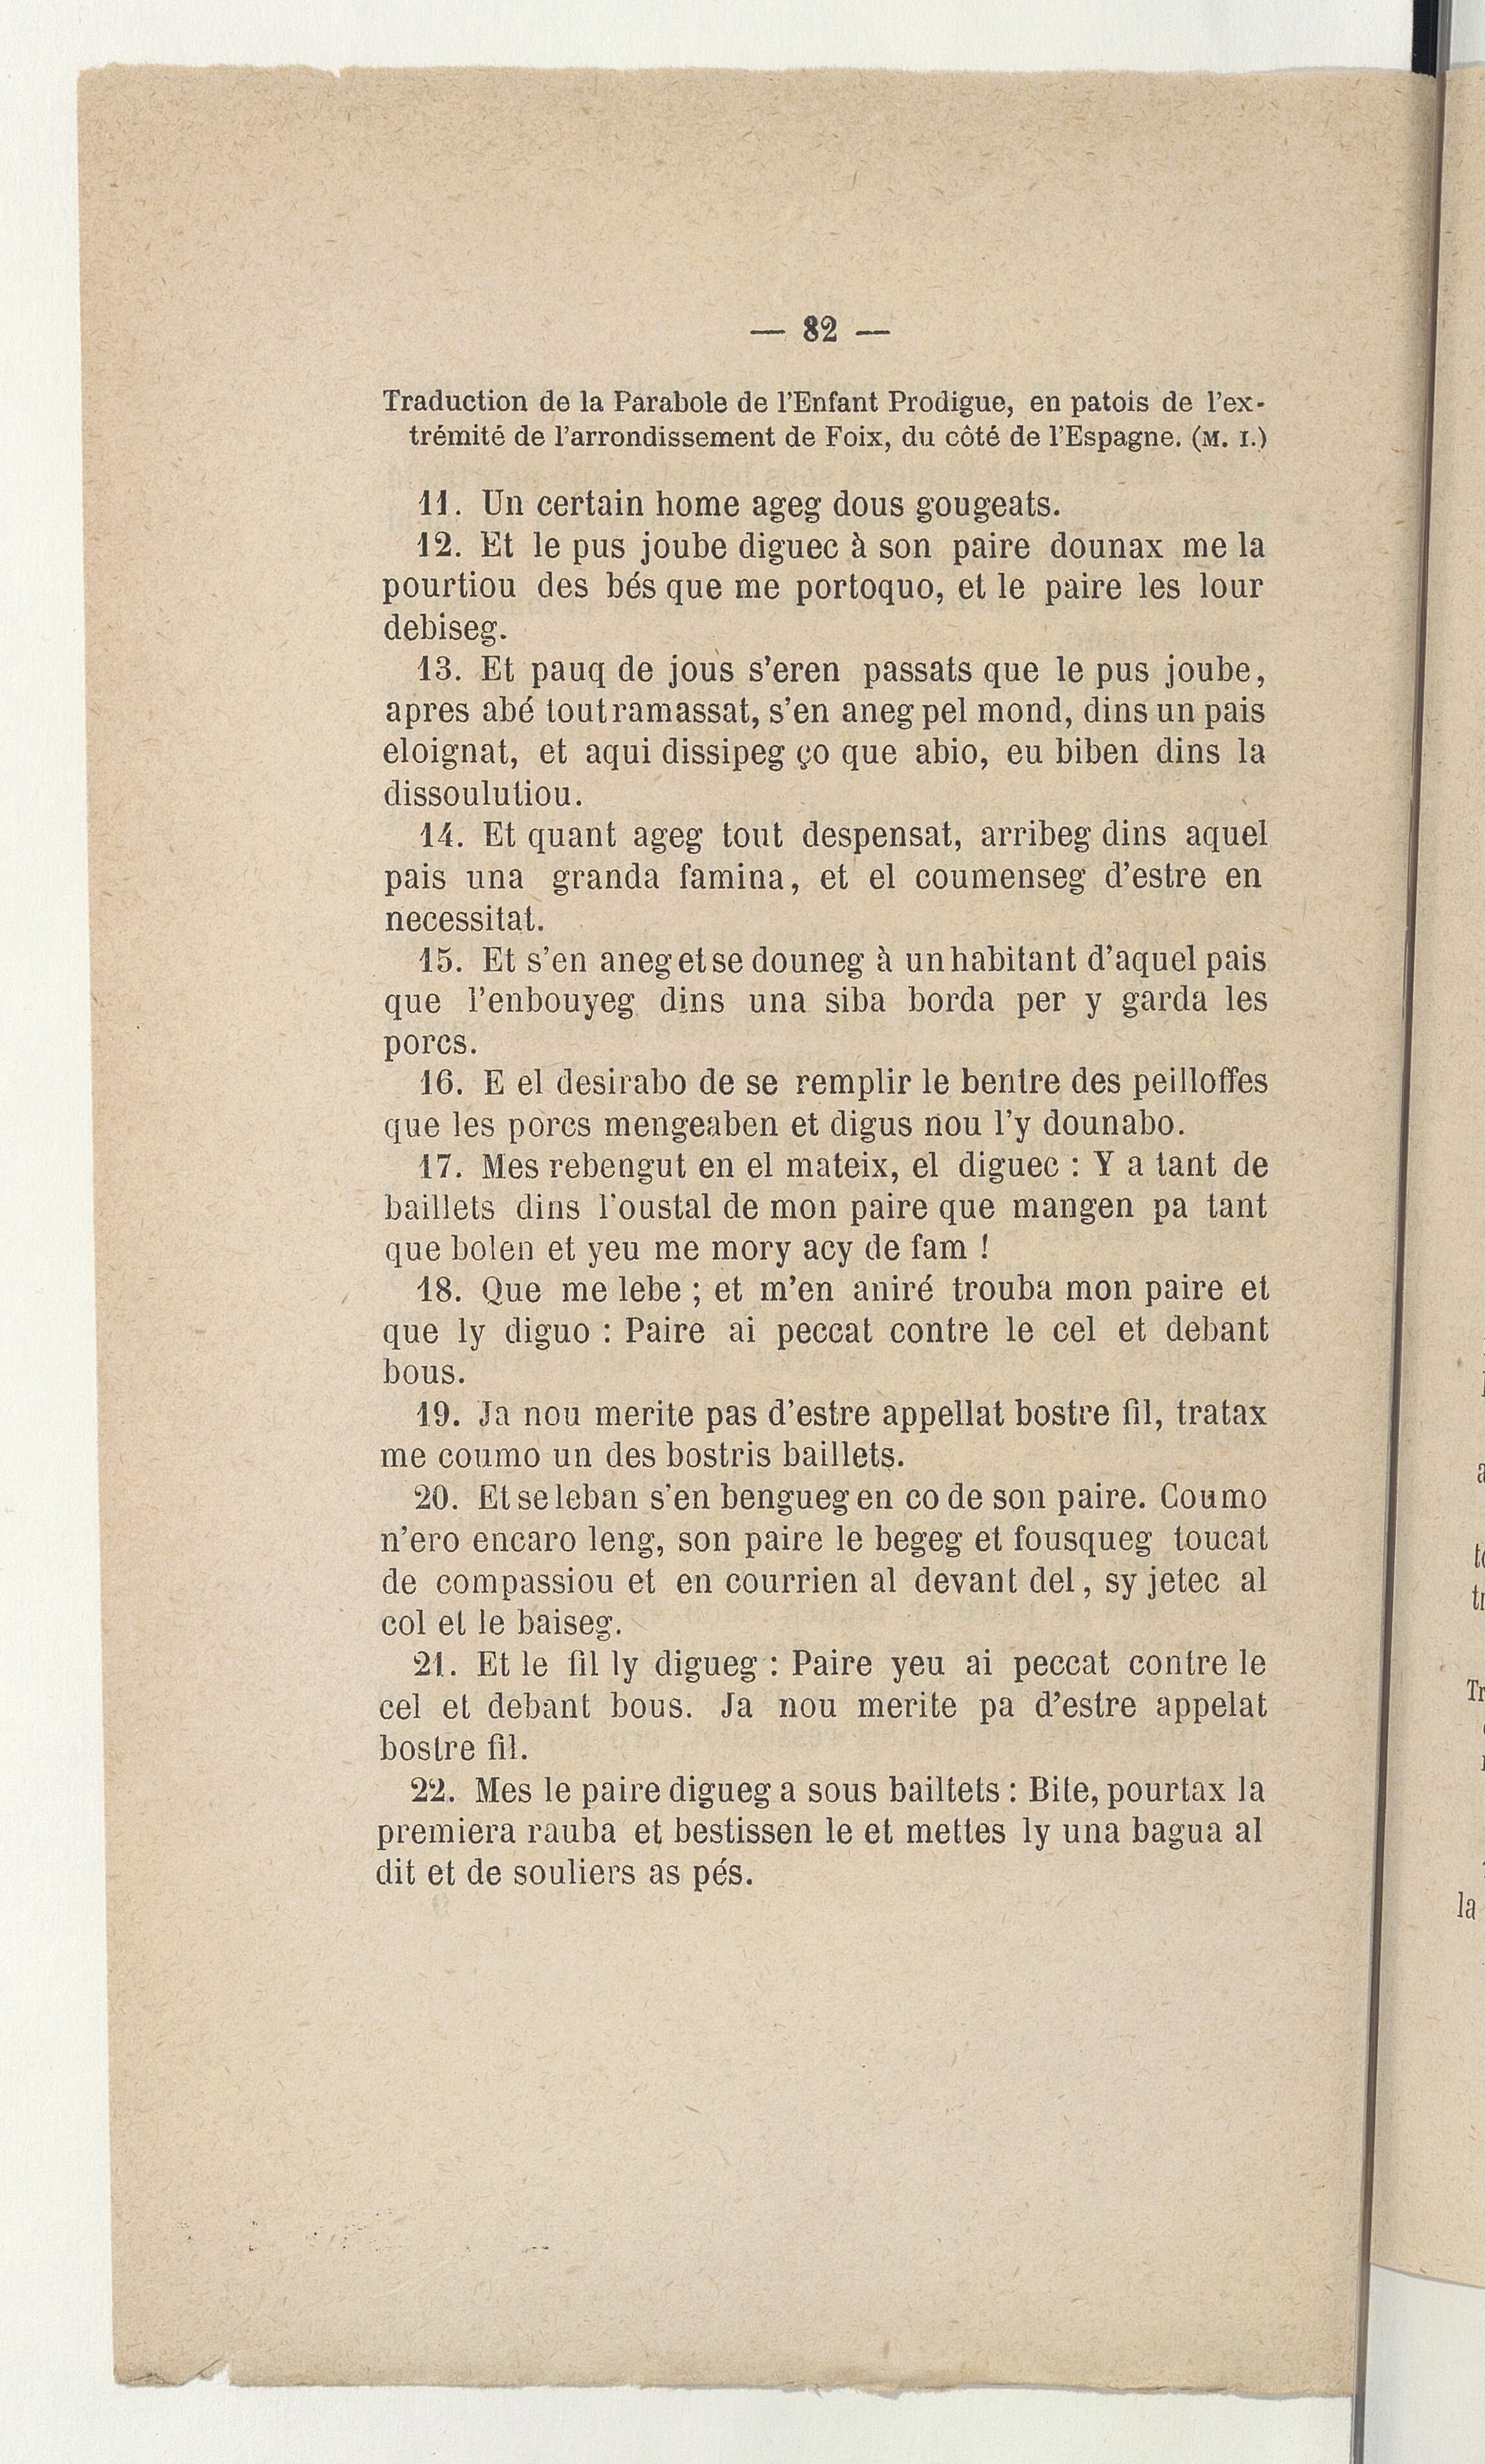 — 82 —
Traduction de la Parabole de l'Enfant Prodigue, en patois de l'ex-
trémité de l'arrondissement de Foix, du côté de l'Espagne. (M. I.)
11. Un certain home ageg dous gougeats.
12. Et le pus joube diguec à son paire dounax me la
pourtiou des bés que me portoquo, et le paire les lour
debiseg.
13. Et pauq de jous s'eren passats que le pus joube,
apres abé tout ramassat, s'en aneg pel mond, dins un pais
eloignat, et aqui dissipeg ço que abio, eu biben dins la
dissoulutiou.
14. Et quant ageg tout despensat, arribeg dins aquel
pais una granda famina, et el coumenseg d'estre en
necessitat.
15. Et s'en aneg et se douneg à un habitant d'aquel pais
que l'enbouyeg dins una siba borda per y garda les
porcs.
16. E el desirabo de se remplir le bentre des peilloffes
que les porcs mengeaben et digus nou l'y dounabo.
17. Mes rebengut en el mateix, el diguec : Y a tant de
baillets dins l'oustal de mon paire que mangen pa tant
que bolen et yeu me mory acy de fam !
18. Que me lebe ; et m'en aniré trouba mon paire et
que ly diguo : Paire ai peccat contre le cel et debant
bous.
19. Ja nou merite pas d'estre appellat bostre fil, tratax
me coumo un des bostris baillets.
20. Et se leban s'en bengueg en co de son paire. Coumo
n'ero encaro leng, son paire le begeg et fousqueg toucat
de compassiou et en courrien al devant del, sy jetec al
col et le baiseg.
21. Et le fil ly digueg : Paire yeu ai peccat contre le
cel et debant bous. Ja nou merite pa d'estre appelat
bostre fil.
22. Mes le paire digueg a sous bailtets : Bite, pourtax la
premiera rauba et bestissen le et mettes ly una bagua al
dit et de souliers as pés.